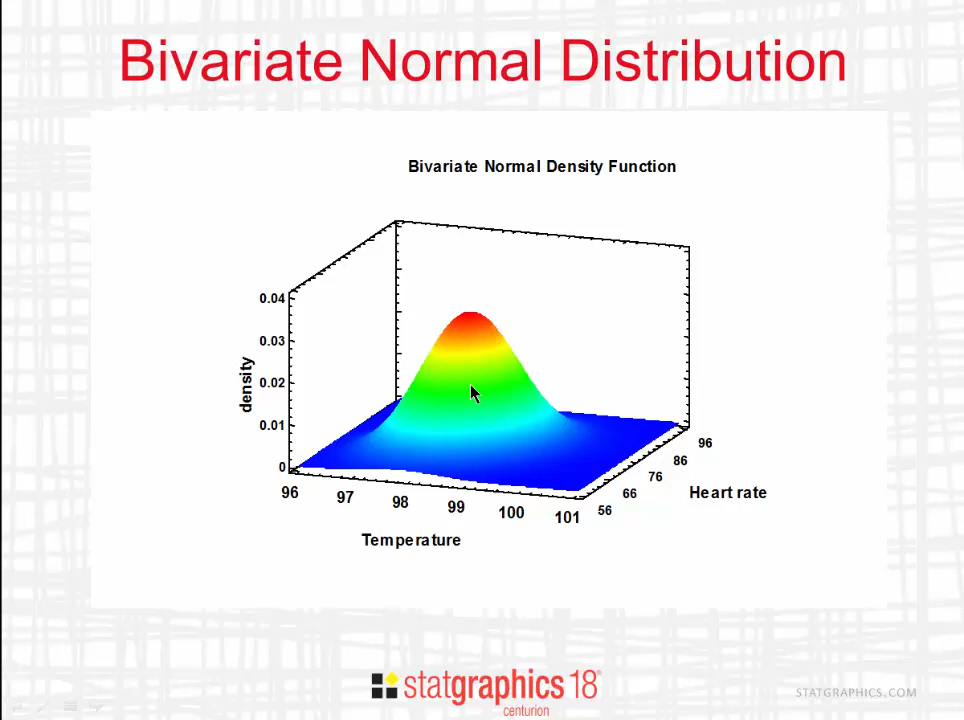 Bivariate Normal Distribution
Bivariate Normal Density Function
0.04
0.03
0.02
0.01
0
density
96 97 98 99 100 101
Temperature
56 66 76 86 96
Heart rate
statgraphics 18®
centurion
STATGRAPHICS.COM